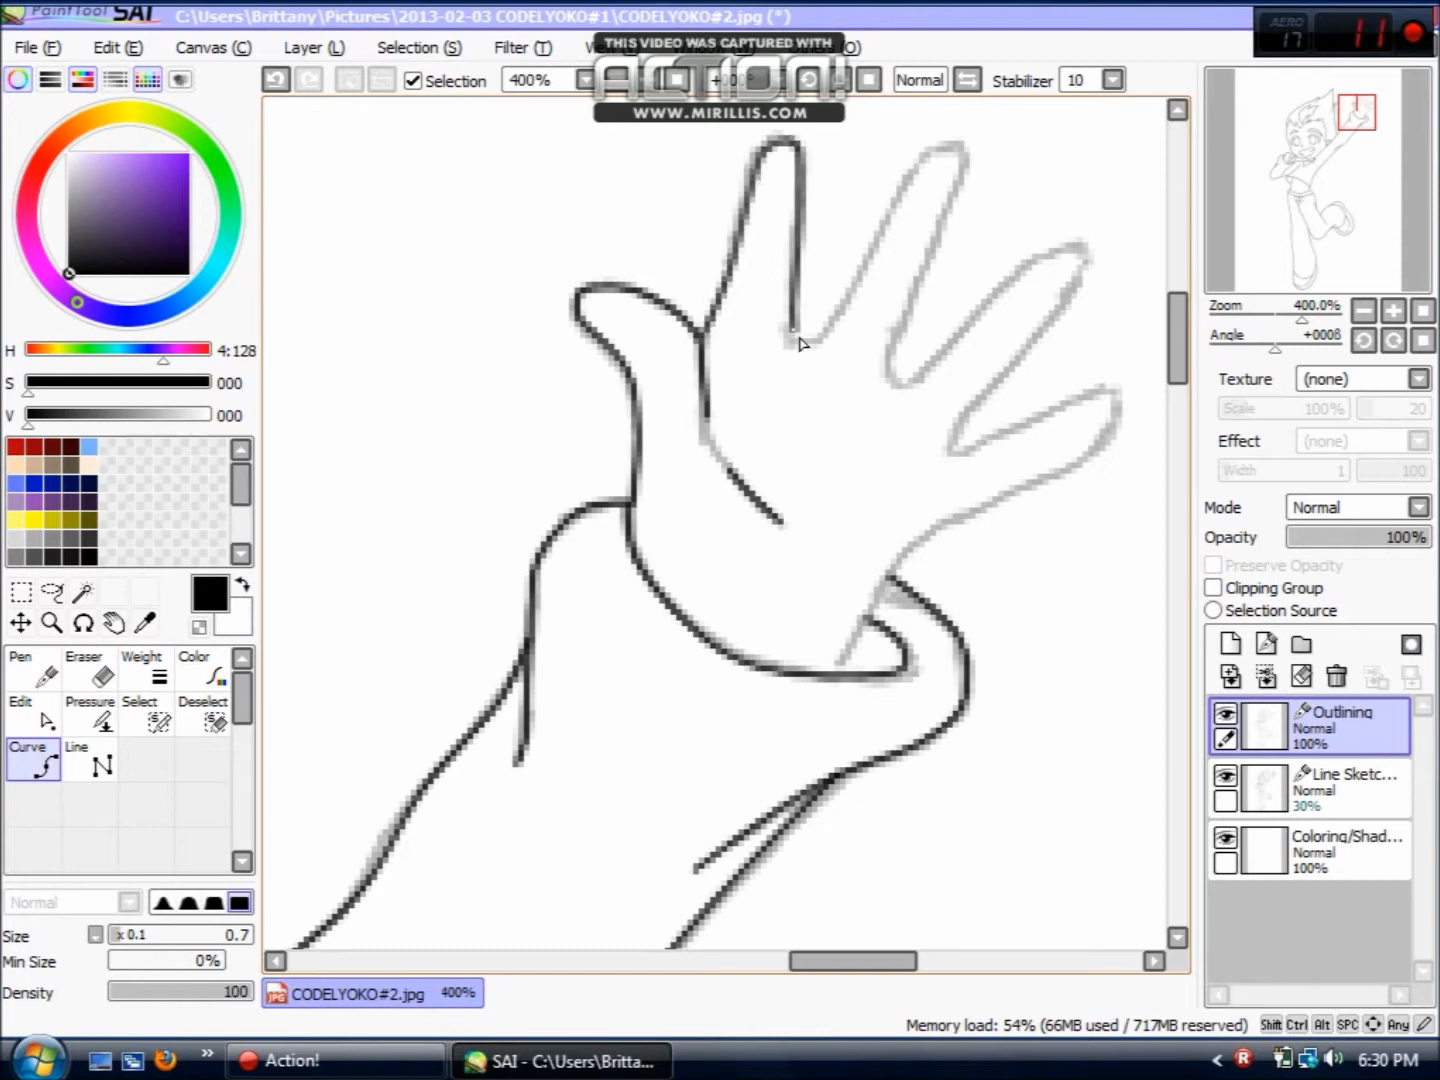 PaintTool SAI C:\Users\Brittany\Pictures\2013-02-03 CODELYOKO#1\CODELYOKO#2.jpg (*)
AERO 17 11
File (F) Edit (E) Canvas (C) Layer (L) Selection (S) Filter (T) (O)
THIS VIDEO WAS CAPTURED WITH
ACTION!
WWW.MIRILLIS.COM
Selection 400% Normal Stabilizer 10
Zoom 400.0%
Angle
H
S 000
V 000
Texture (none)
Scale 100% 20
Effect (none)
Width 1 100
Mode Normal
Opacity 100%
Preserve Opacity
Clipping Group
Selection Source
Pen Eraser Weight Color
Edit Pressure Select Deselect
Curve Line
Outlining
Normal
100%
Line Sketc...
Normal
30%
Coloring/Shad...
Normal
100%
Normal
Size x 0.1 0.7
Min Size 0%
Density 100
JPG CODELYOKO#2.jpg 400%
Memory load: 54% (66MB used / 717MB reserved) Shift Ctrl Alt SPC Any
» Action! SAI - C:\Users\Britta... < R 6:30 PM